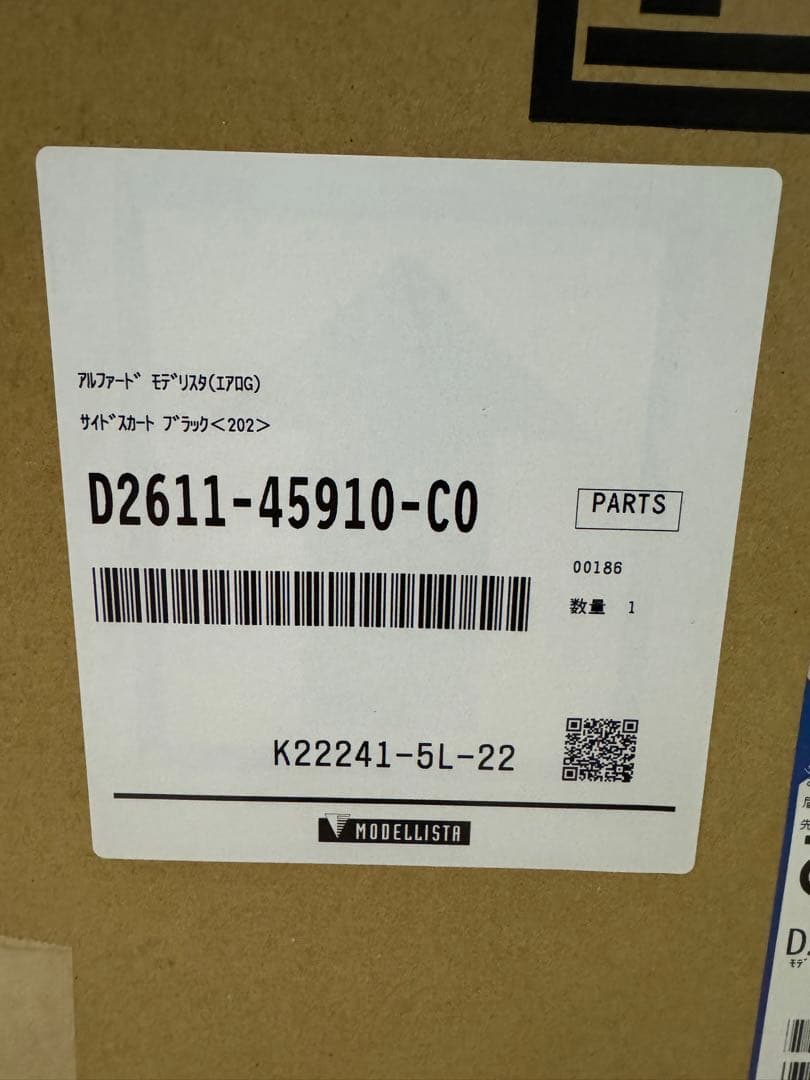 ｱﾙﾌｧｰﾄﾞ ﾓﾃﾞﾘｽﾀ(ｴｱﾛG)
ｻｲﾄﾞｽｶｰﾄ ﾌﾞﾗｯｸ<202>
D2611-45910-C0
PARTS
00186
数量 1
K22241-5L-22
MODELLISTA